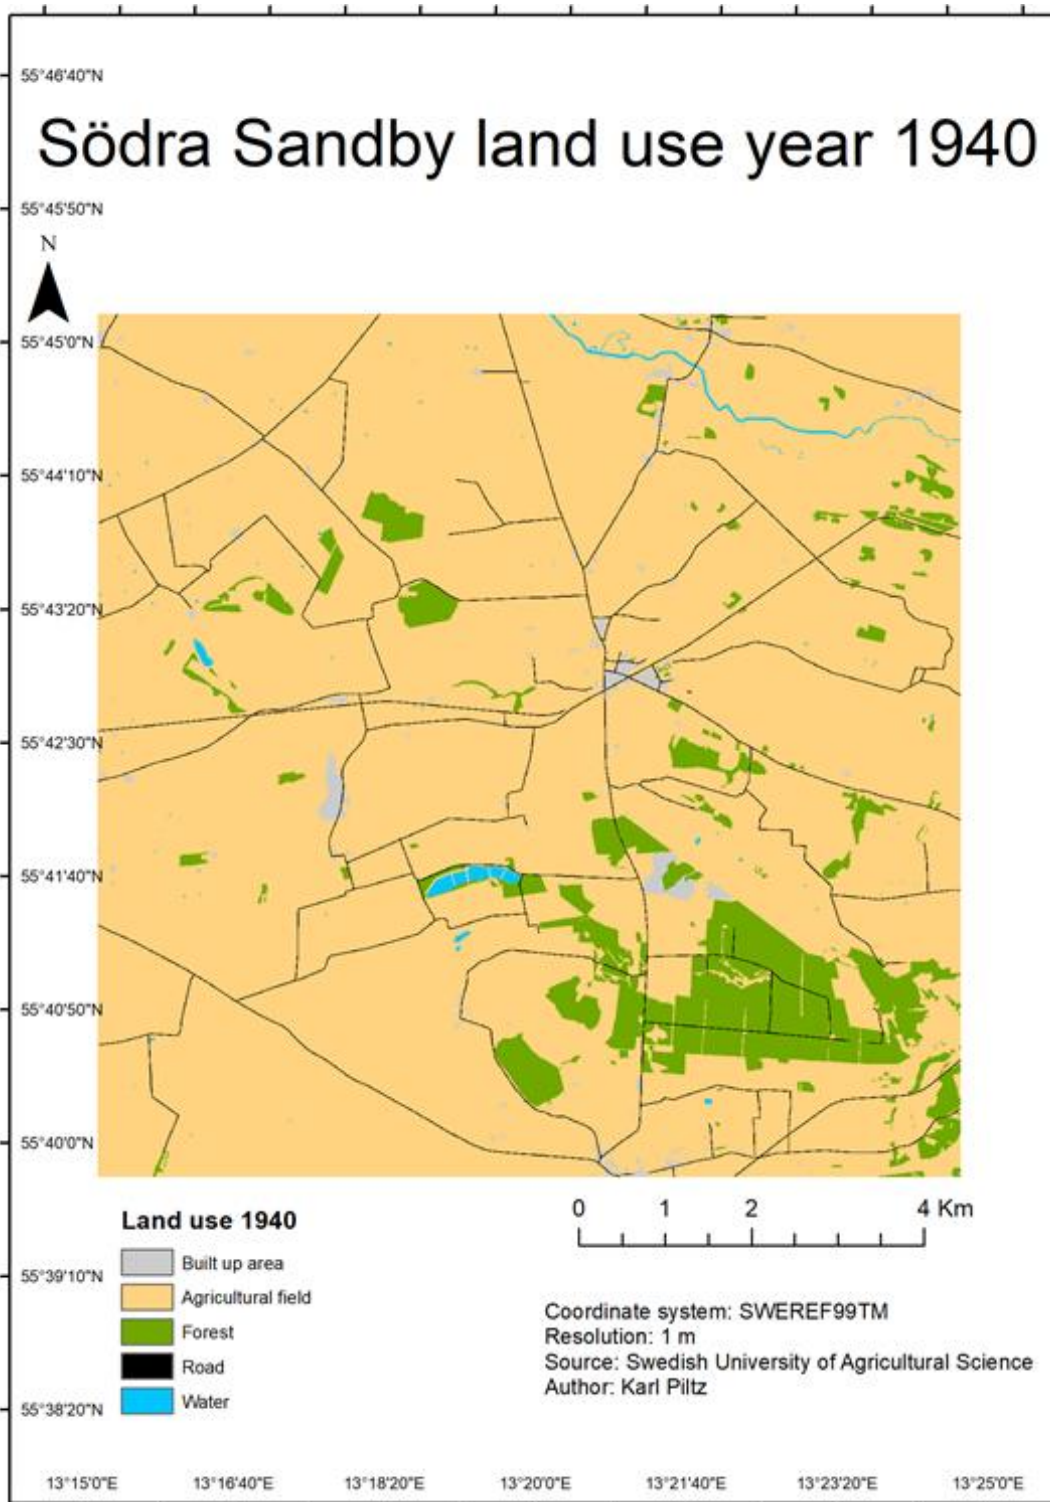 55°46'40"N
Södra Sandby land use year 1940
55°45'50"N
N
55°45'0"N
55°44'10"N
55°43'20"N
55°42'30"N
55°41'40"N
55°40'50"N
55°40'0"N
0 1 2 4 Km
Land use 1940
Built up area
55°39'10"N
Agricultural field
Forest
Road
Water
Coordinate system: SWEREF99TM
Resolution: 1 m
Source: Swedish University of Agricultural Science
Author: Karl Piltz
55°38'20"N
13°15'0"E 13°16'40"E 13°18'20"E 13°20'0"E 13°21'40"E 13°23'20"E 13°25'0"E